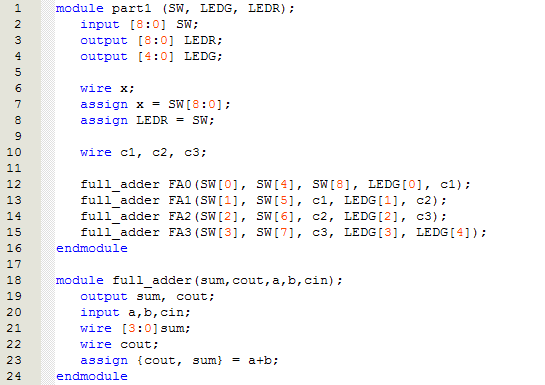 1 module part1 (SW, LEDG, LEDR);
2 input [8:0] SW;
3 output [8:0] LEDR;
4 output [4:0] LEDG;
5
6 wire x;
7 assign x = SW[8:0];
8 assign LEDR = SW;
9
10 wire c1, c2, c3;
11
12 full_adder FA0(SW[0], SW[4], SW[8], LEDG[0], c1);
13 full_adder FA1(SW[1], SW[5], c1, LEDG[1], c2);
14 full_adder FA2(SW[2], SW[6], c2, LEDG[2], c3);
15 full_adder FA3(SW[3], SW[7], c3, LEDG[3], LEDG[4]);
16 endmodule
17
18 module full_adder(sum,cout,a,b,cin);
19 output sum, cout;
20 input a,b,cin;
21 wire [3:0]sum;
22 wire cout;
23 assign {cout, sum} = a+b;
24 endmodule